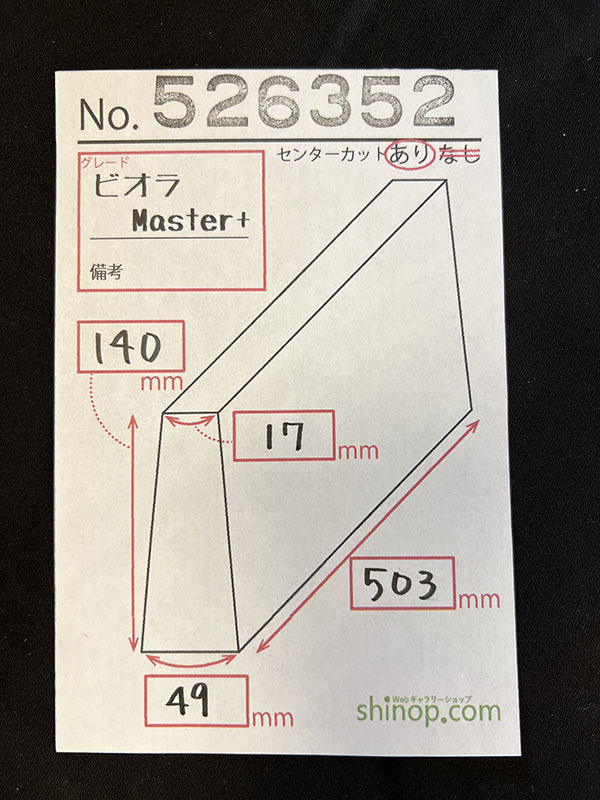 No. 526352
センターカット あり なし
グレード
ビオラ
Master+
備考
140
mm
17 mm
503 mm
49 mm
Webギャラリーショップ
shinop.com